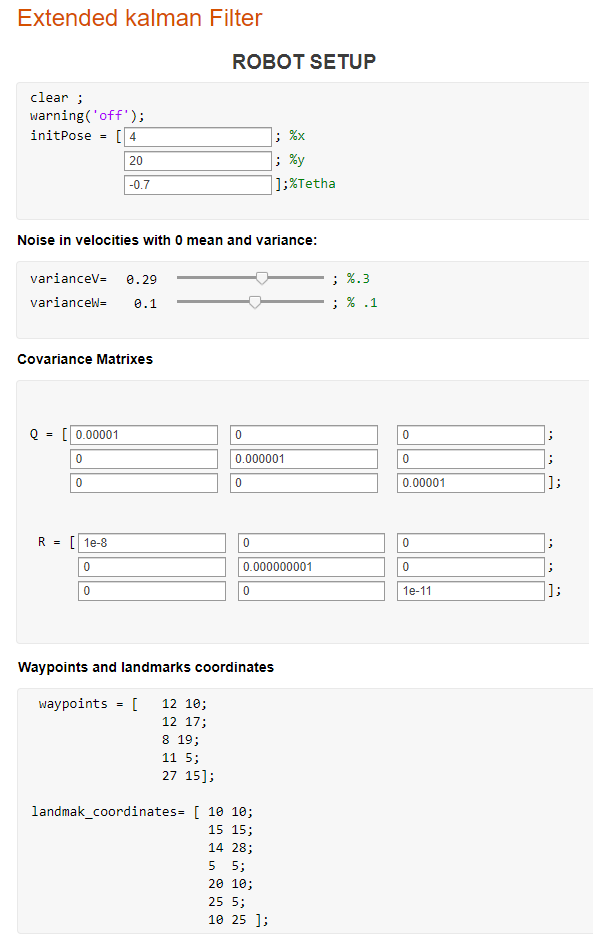 Extended kalman Filter
ROBOT SETUP
clear ;
warning('off');
initPose = [ 4 ; %x
20 ; %y
-0.7 ];%Tetha
Noise in velocities with 0 mean and variance:
varianceV= 0.29 ; %.3
varianceW= 0.1 ; % .1
Covariance Matrixes
Q = [ 0.00001 0 0 ;
0 0.000001 0 ;
0 0 0.00001 ];
R = [ 1e-8 0 0 ;
0 0.000000001 0 ;
0 0 1e-11 ];
Waypoints and landmarks coordinates
waypoints = [ 12 10;
12 17;
8 19;
11 5;
27 15];
landmak_coordinates= [ 10 10;
15 15;
14 28;
5 5;
20 10;
25 5;
10 25 ];